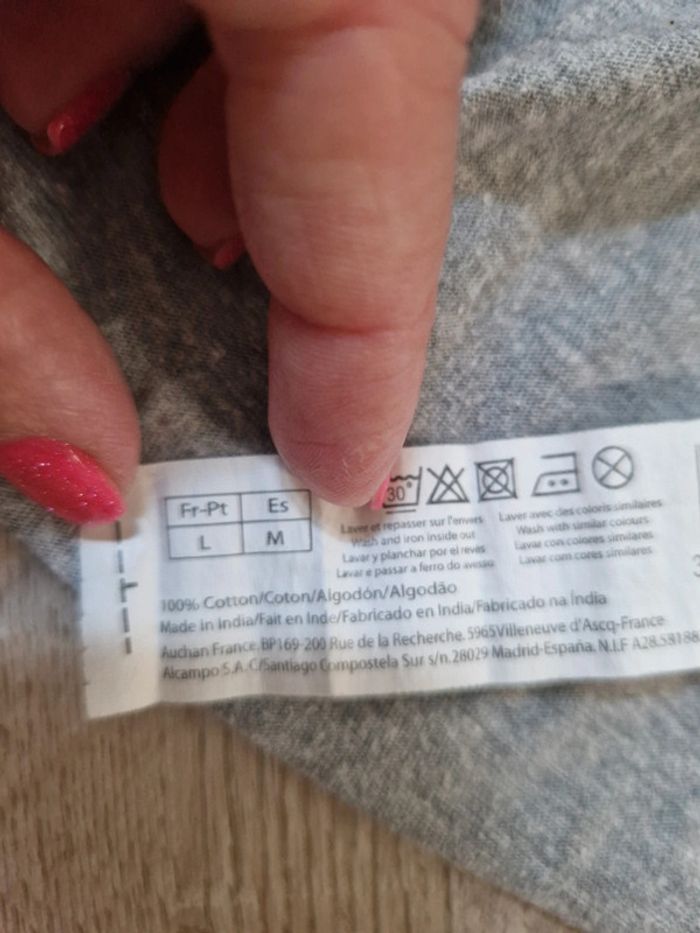 Fr-Pt Es
L M
30°
Laver et repasser sur l'envers
Wash and iron inside out
Lavar y planchar por el revés
Lavar e passar a ferro do avesso
Laver avec des coloris similaires
Wash with similar colours
Lavar con colores similares
Lavar com cores similares
100% Cotton/Coton/Algodón/Algodão
Made in India/Fait en Inde/Fabricado en India/Fabricado na Índia
Auchan France. BP169-200 Rue de la Recherche. 5965 Villeneuve d'Ascq-France
Alcampo S.A. C/Santiago Compostela Sur s/n. 28029 Madrid-España. N.I.F A28.58188